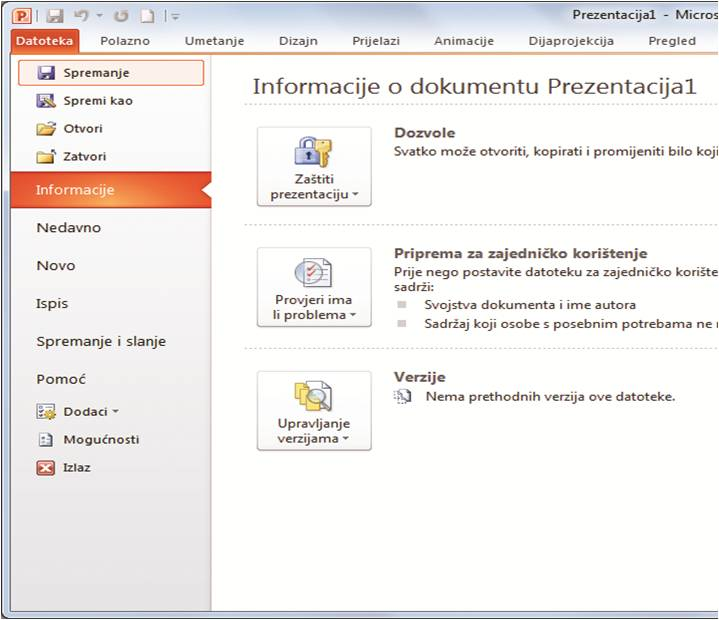 Prezentacija1 - Micros
Datoteka Polazno Umetanje Dizajn Prijelazi Animacije Dijaprojekcija Pregled
Spremanje
Spremi kao
Otvori
Zatvori
Informacije
Nedavno
Novo
Ispis
Spremanje i slanje
Pomoć
Dodaci
Mogućnosti
Izlaz
Informacije o dokumentu Prezentacija1
Zaštiti
prezentaciju
Dozvole
Svatko može otvoriti, kopirati i promijeniti bilo koji
Provjeri ima
li problema
Priprema za zajedničko korištenje
Prije nego postavite datoteku za zajedničko korište
sadrži:
Svojstva dokumenta i ime autora
Sadržaj koji osobe s posebnim potrebama ne
Upravljanje
verzijama
Verzije
Nema prethodnih verzija ove datoteke.